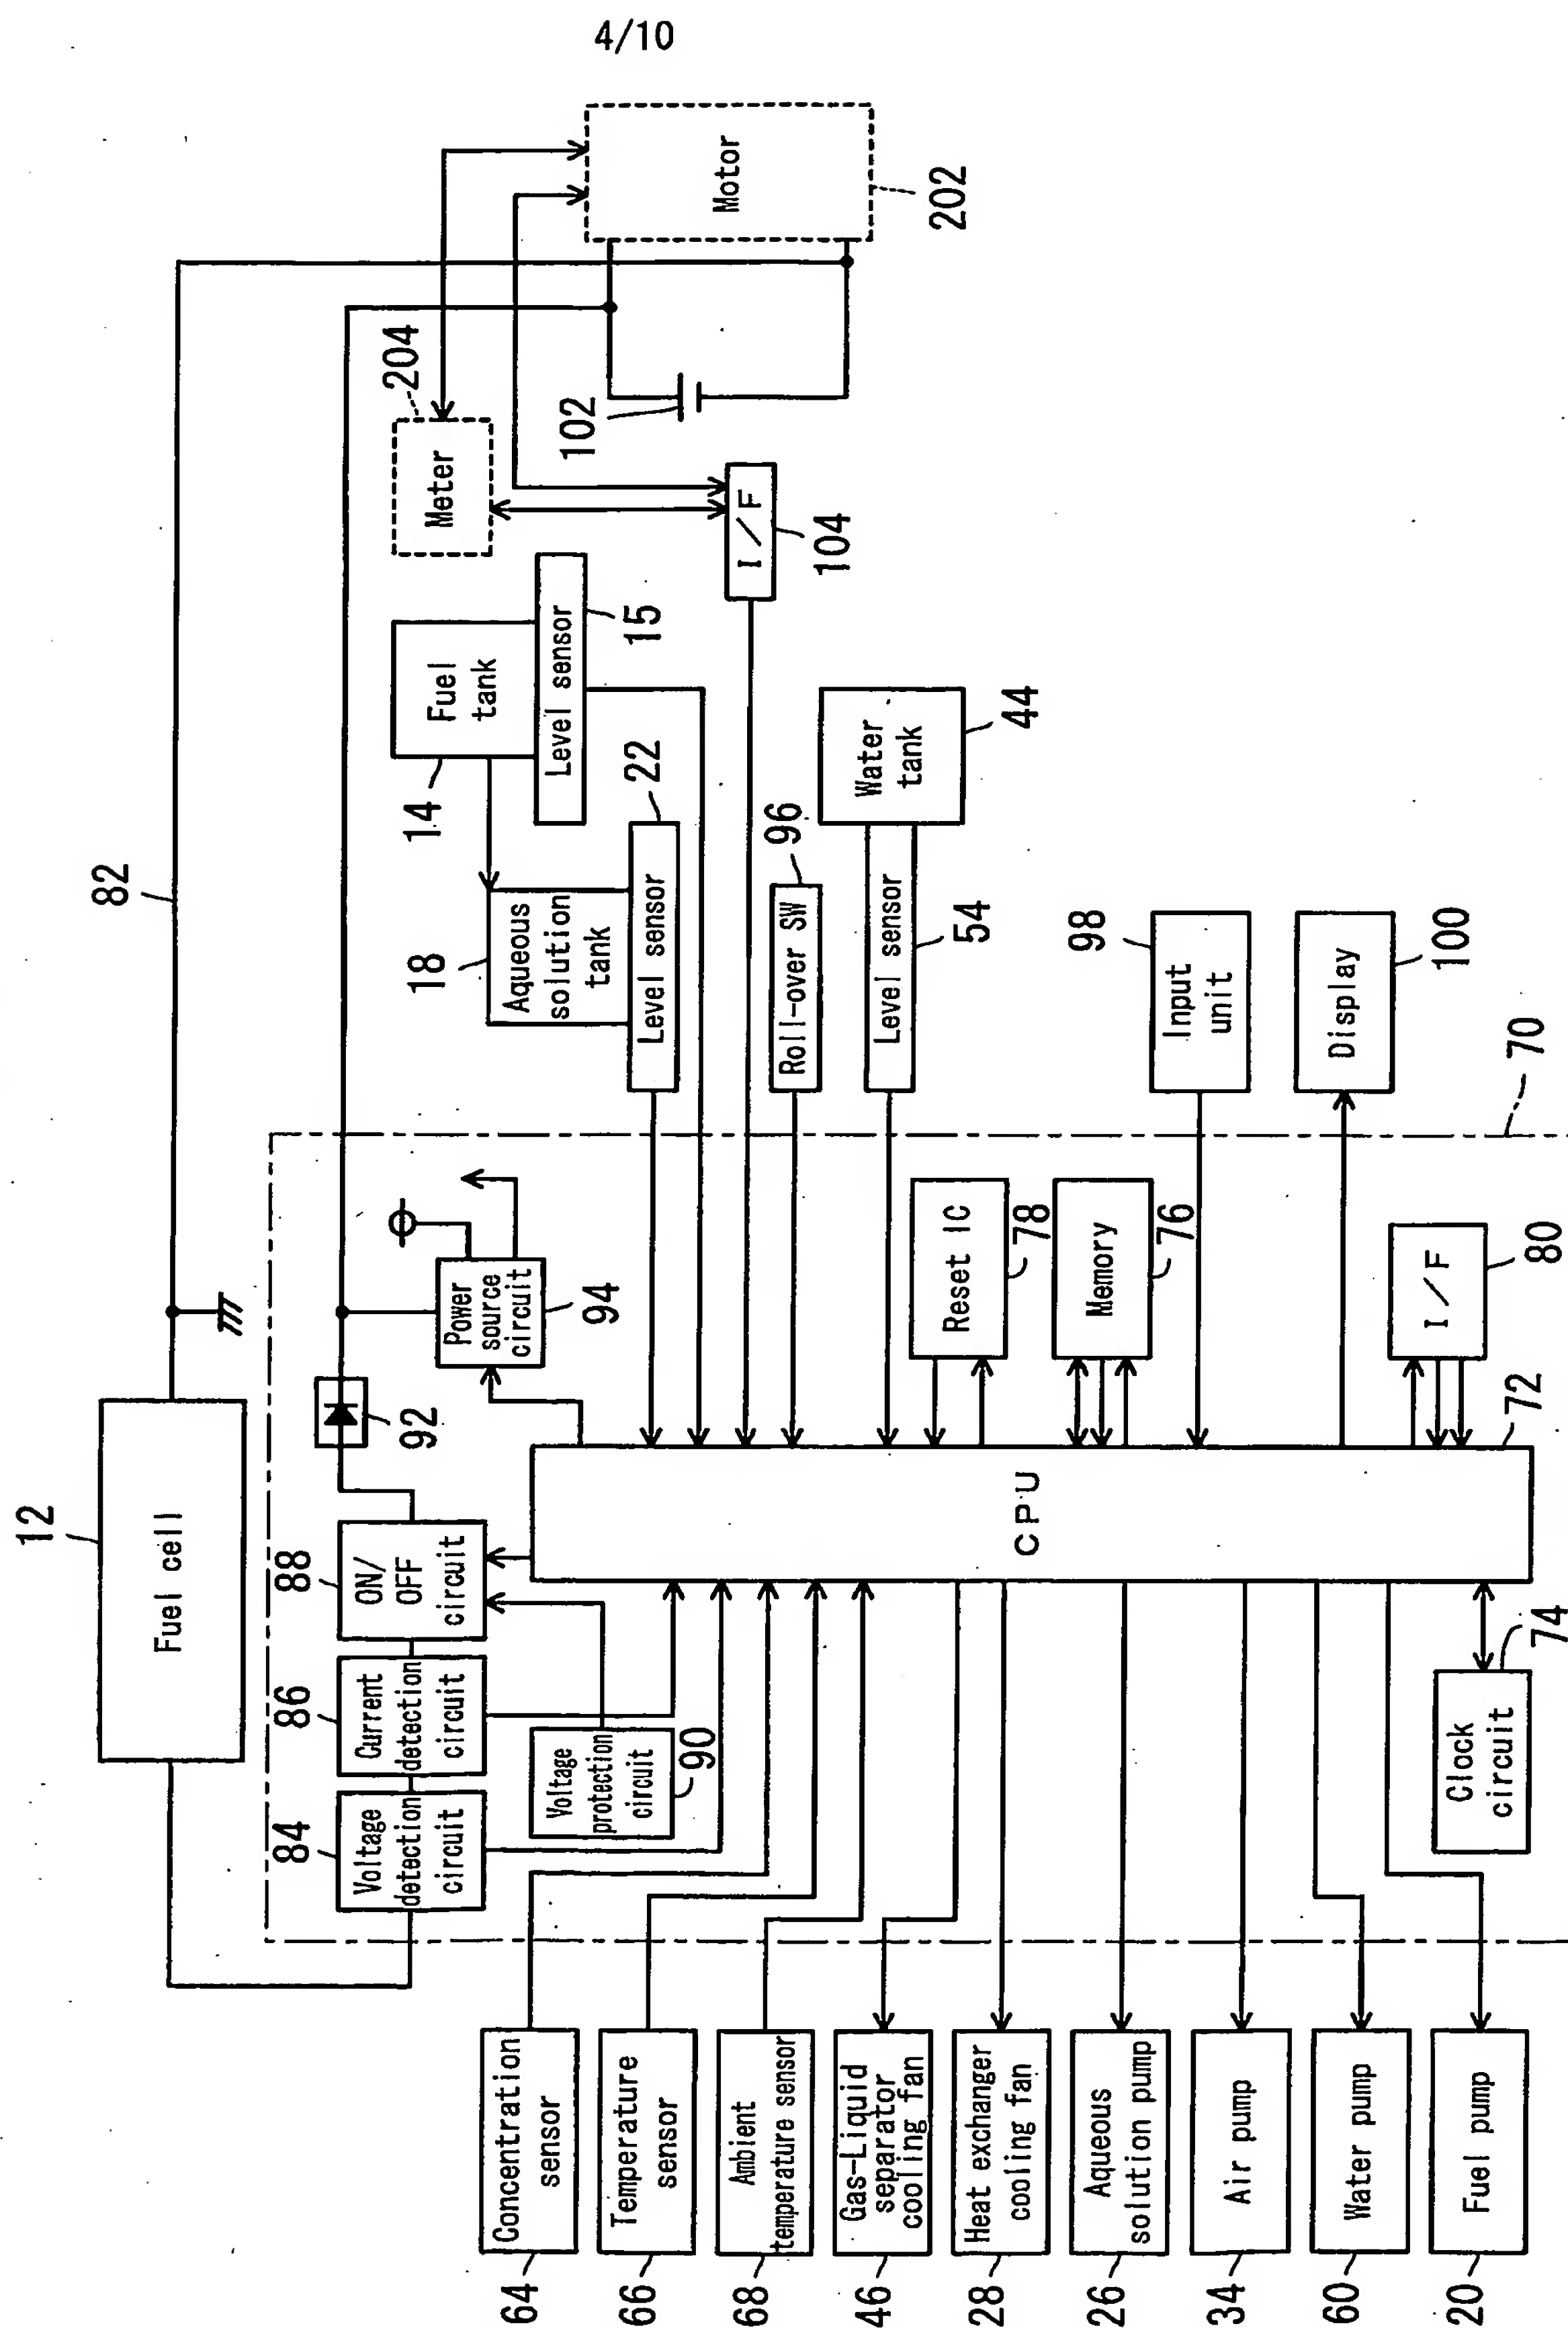 4/10
12
Fuel cell
82
84
Voltage
detection
circuit
86
Current
detection
circuit
88
ON/
OFF
circuit
92
Power
source
circuit
94
Voltage
protection
circuit
90
18
Aqueous
solution
tank
Level sensor
22
14
Fuel
tank
Level sensor
15
Meter
204
102
Motor
202
I/F
104
Roll-over SW
96
Level sensor
54
Water
tank
44
Reset IC
78
Memory
76
Input
unit
98
Display
100
70
I/F
80
CPU
72
Clock
circuit
74
64
Concentration
sensor
66
Temperature
sensor
68
Ambient
temperature sensor
46
Gas-Liquid
separator
cooling fan
28
Heat exchanger
cooling fan
26
Aqueous
solution pump
34
Air pump
60
Water pump
20
Fuel pump